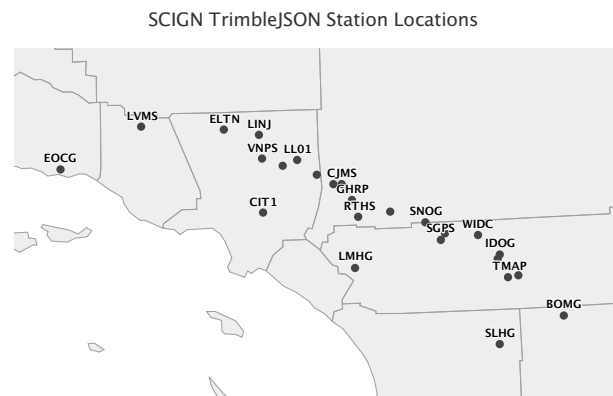 SCIGN TrimbleJSON Station Locations
LVMS
ELTN
LINJ
VNPS
LL01
EOCG
CJMS
GHRP
CIT1
RTHS
SNOG
SGPS
WIDC
IDOG
LMHG
TMAP
BOMG
SLHG